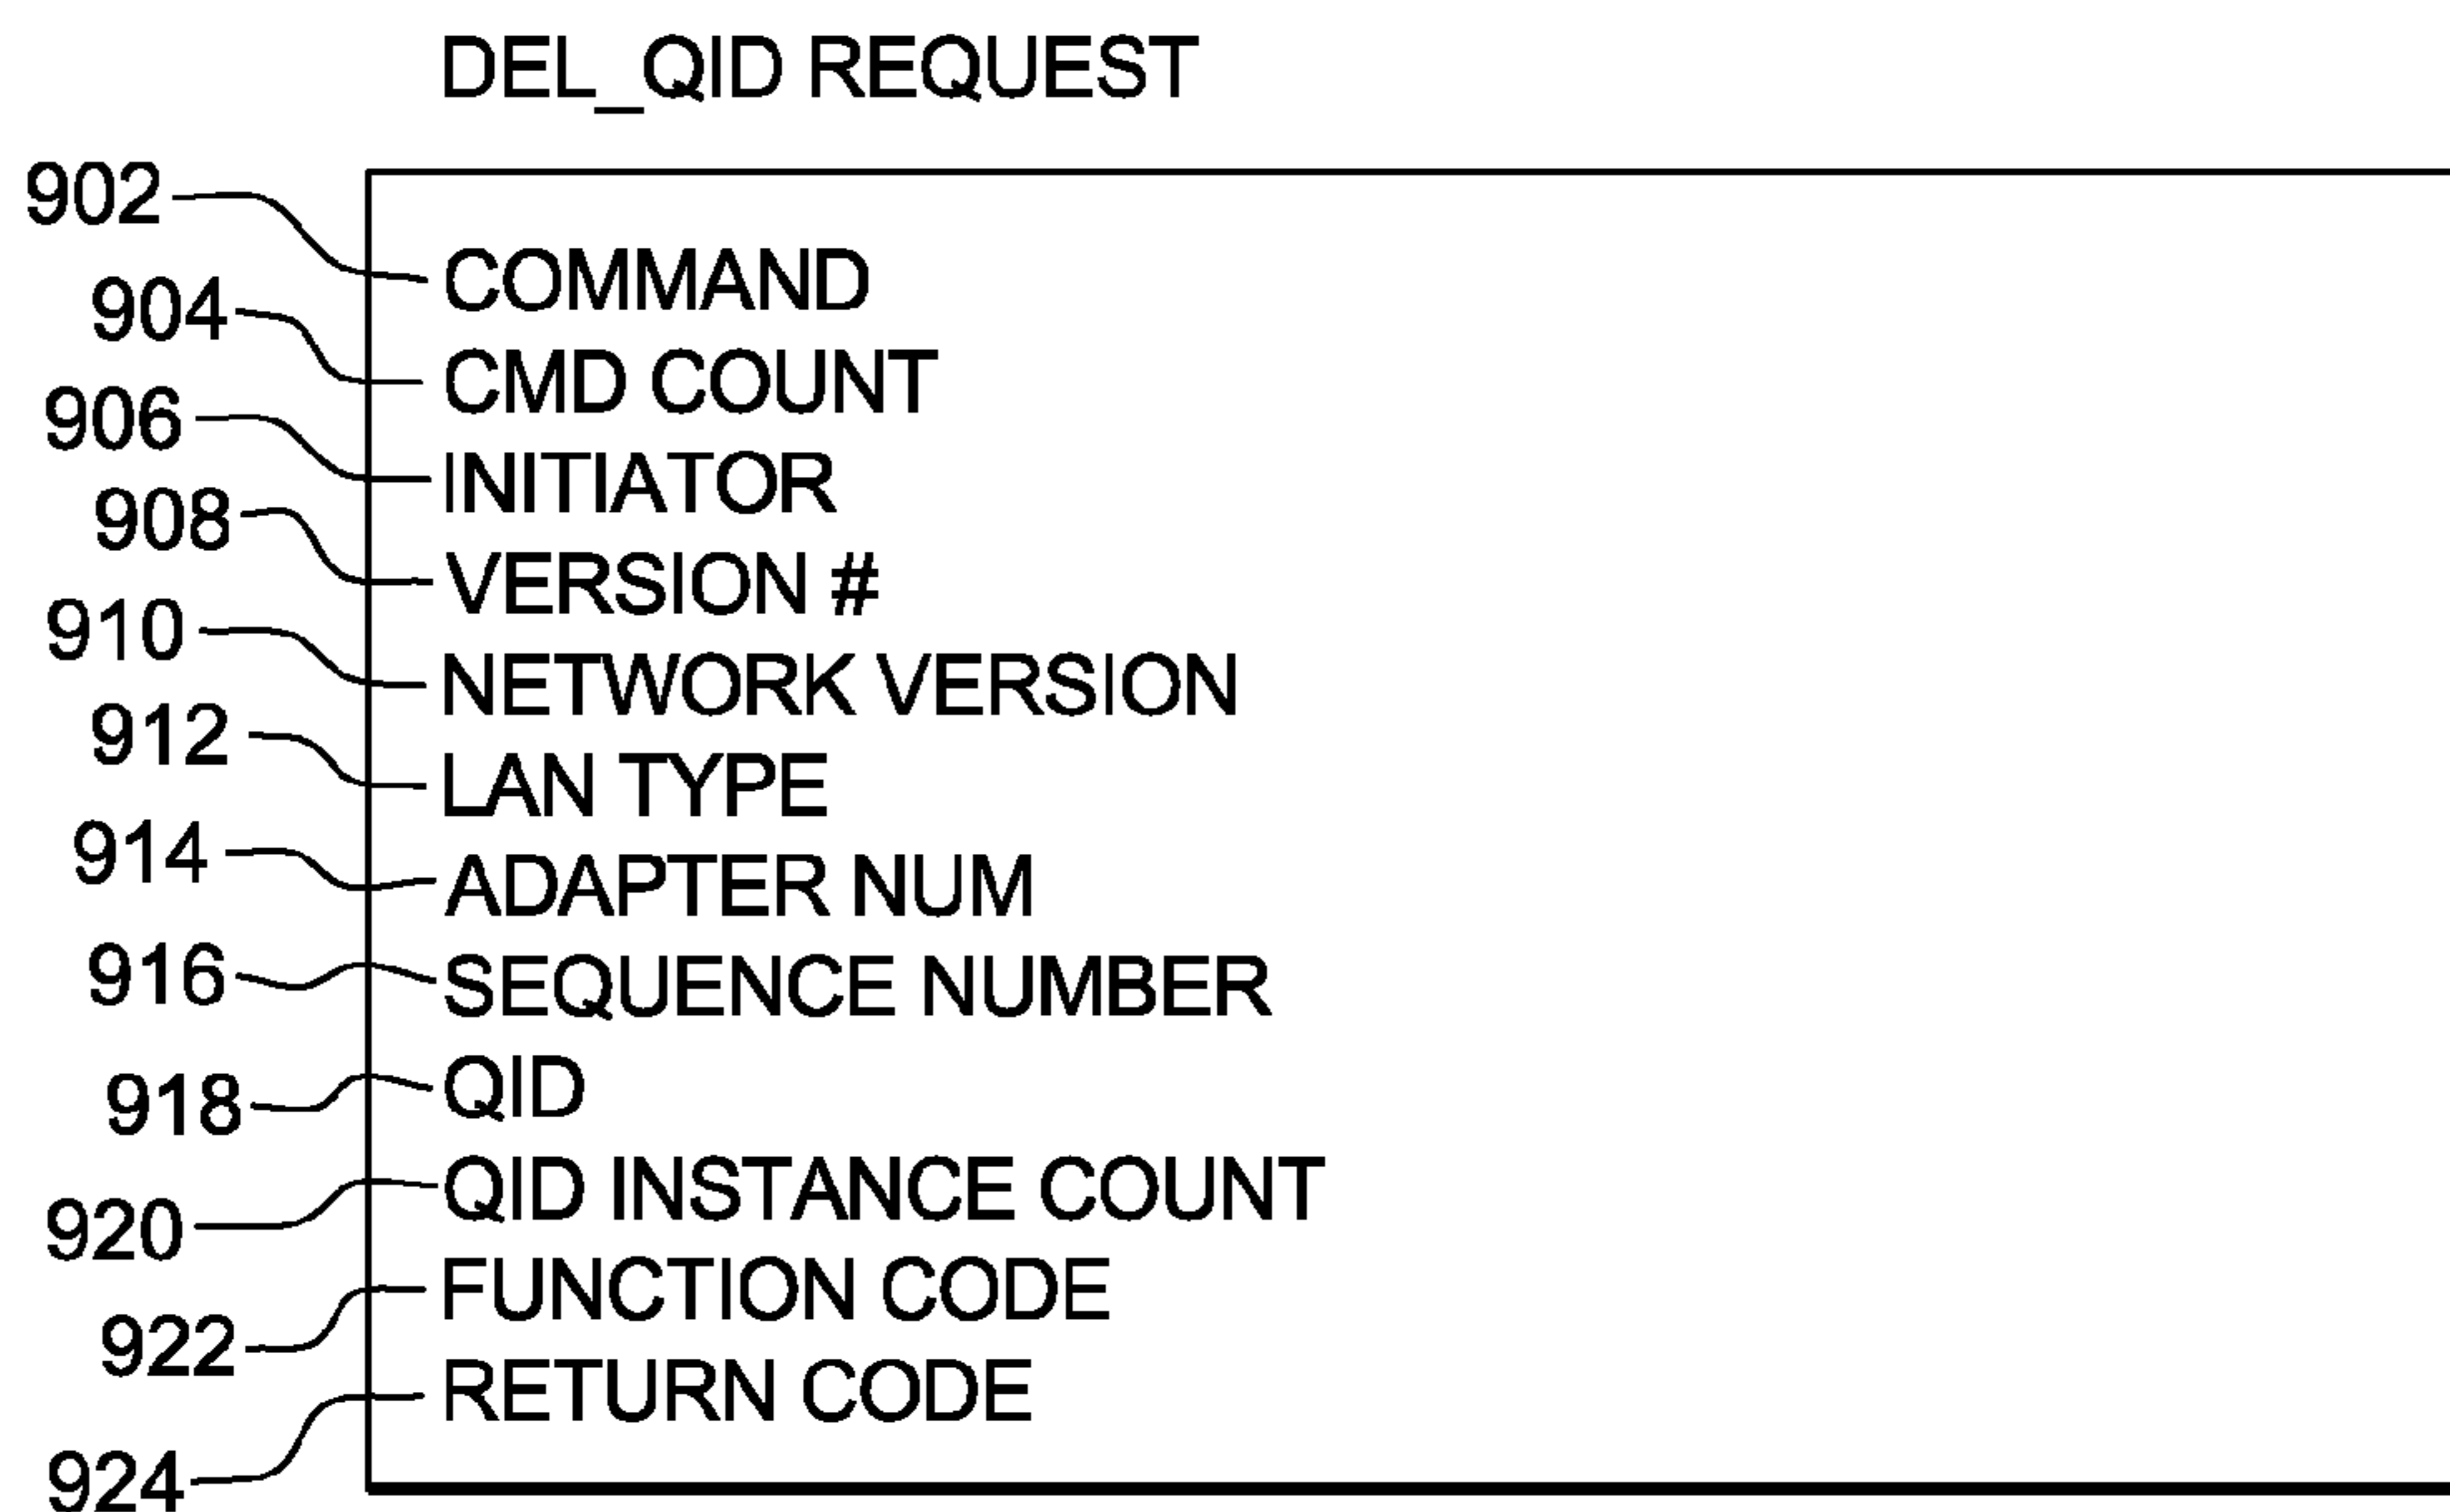 DEL_QID REQUEST
902 COMMAND
904 CMD COUNT
906 INITIATOR
908 VERSION #
910 NETWORK VERSION
912 LAN TYPE
914 ADAPTER NUM
916 SEQUENCE NUMBER
918 QID
920 QID INSTANCE COUNT
922 FUNCTION CODE
924 RETURN CODE